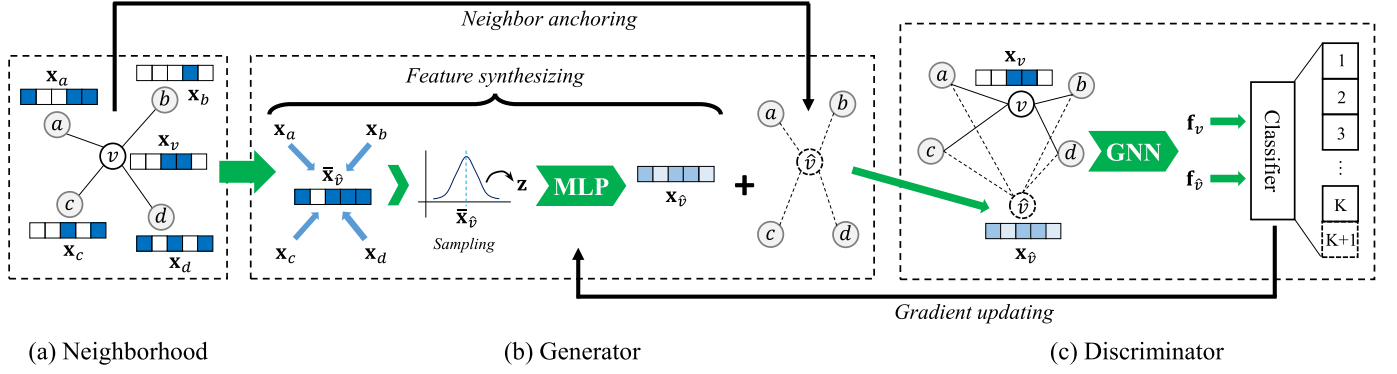 Neighbor anchoring
x_a
x_b
a
b
v
x_v
c
d
x_c
x_d
Feature synthesizing
x_a
x_b
x̄_v̂
x_c
x_d
z
x̄_v̂
Sampling
MLP
x_v̂
+
a
b
v̂
c
d
x_v
a
b
v
c
d
v̂
x_v̂
GNN
f_v
f_v̂
Classifier
1
2
3
⋮
K
K+1
Gradient updating
(a) Neighborhood
(b) Generator
(c) Discriminator